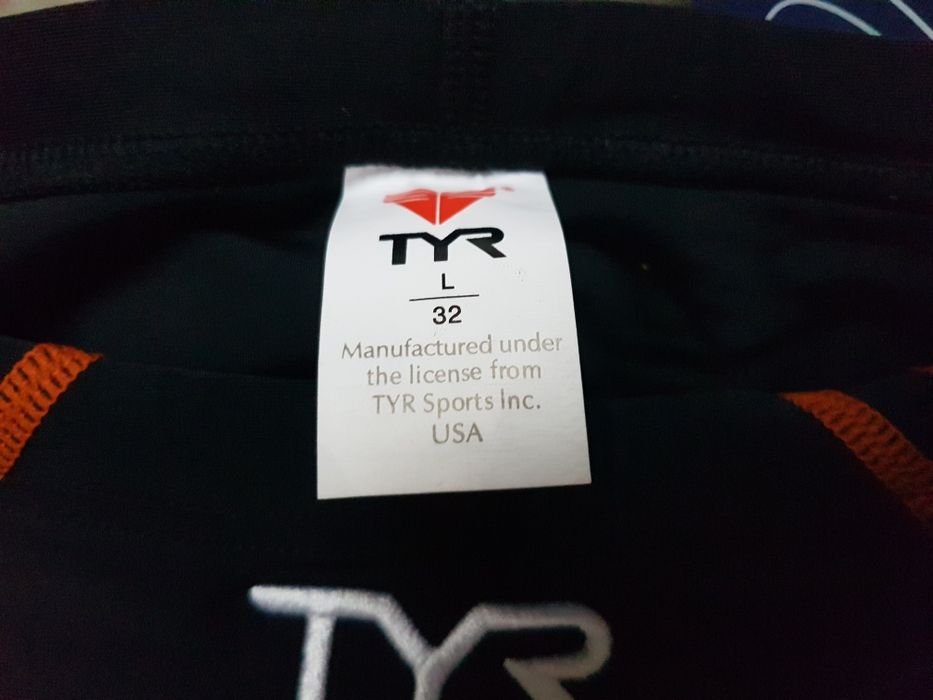 TYR
L
32
Manufactured under
the license from
TYR Sports Inc.
USA
TYR